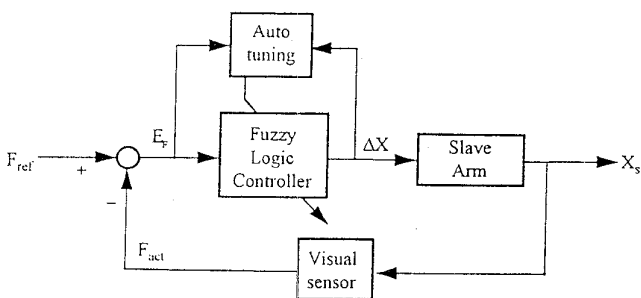 Auto
tuning
E_F
Fuzzy
Logic
Controller
ΔX
Slave
Arm
X_s
F_ref
+
−
F_act
Visual
sensor